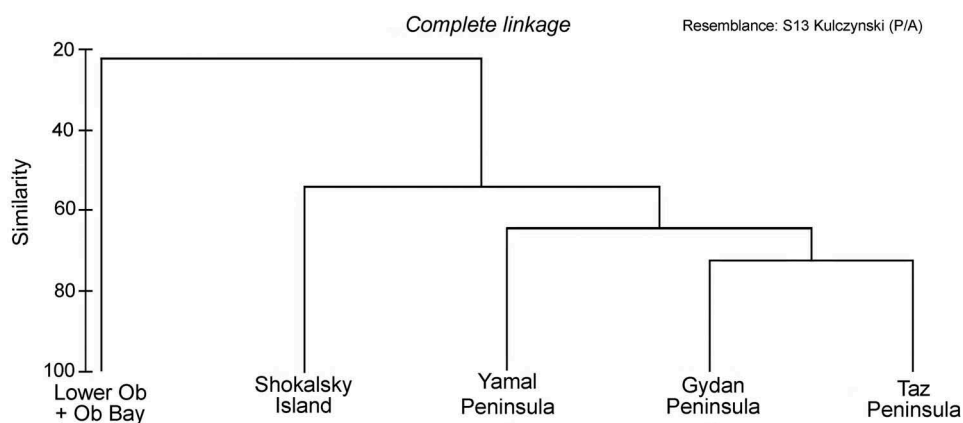 Complete linkage
Resemblance: S13 Kulczynski (P/A)
20
40
60
80
100
Similarity
Lower Ob
+ Ob Bay
Shokalsky
Island
Yamal
Peninsula
Gydan
Peninsula
Taz
Peninsula